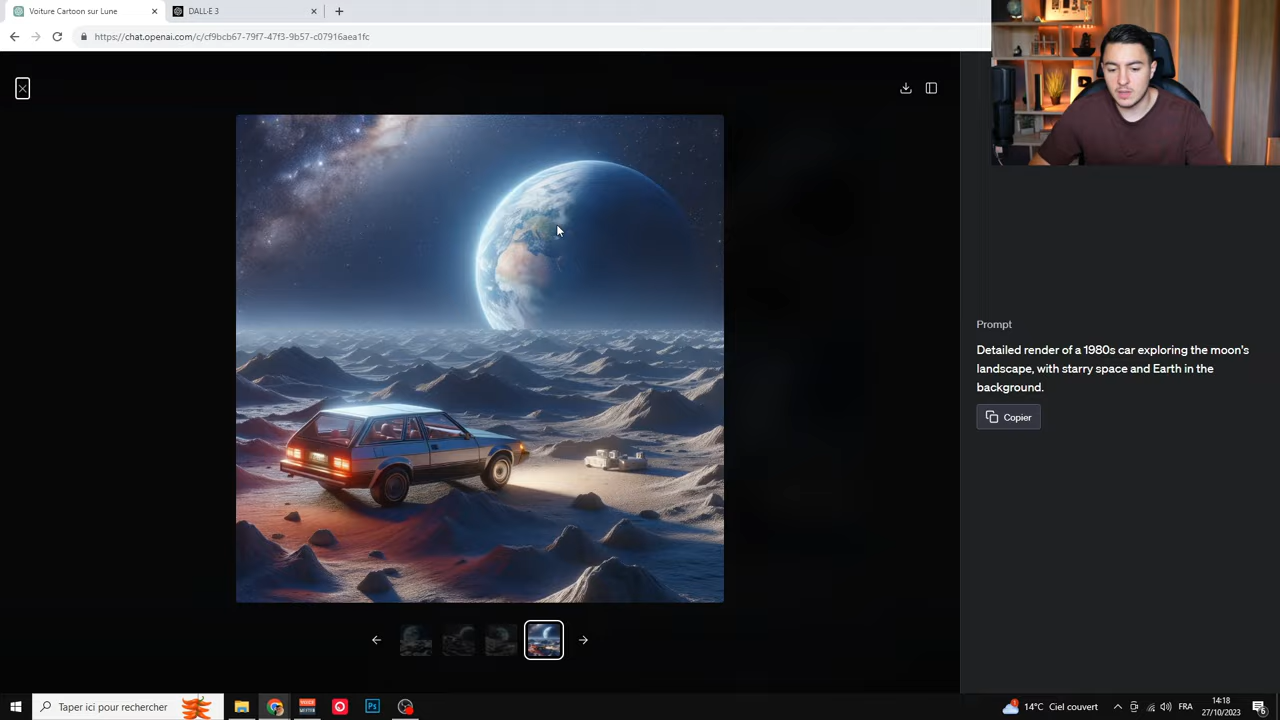 Voiture Cartoon sur Lune
DALL·E 3
https://chat.openai.com/c/cf9bcb67-79f7-47f3-9b57-c07916aea1fc
Prompt
Detailed render of a 1980s car exploring the moon's
landscape, with starry space and Earth in the
background.
Copier
Taper ici pour rechercher
Ps
14°C Ciel couvert
FRA
14:18
27/10/2023